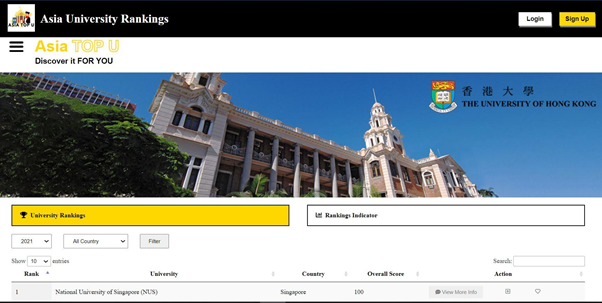 ASIA TOP U
Asia University Rankings
Login
Sign Up
Asia TOP U
Discover it FOR YOU
香港大學
THE UNIVERSITY OF HONG KONG
University Rankings
Rankings Indicator
2021
All Country
Filter
Show 10 entries
Search:
Rank University Country Overall Score Action
1 National University of Singapore (NUS) Singapore 100 View More Info